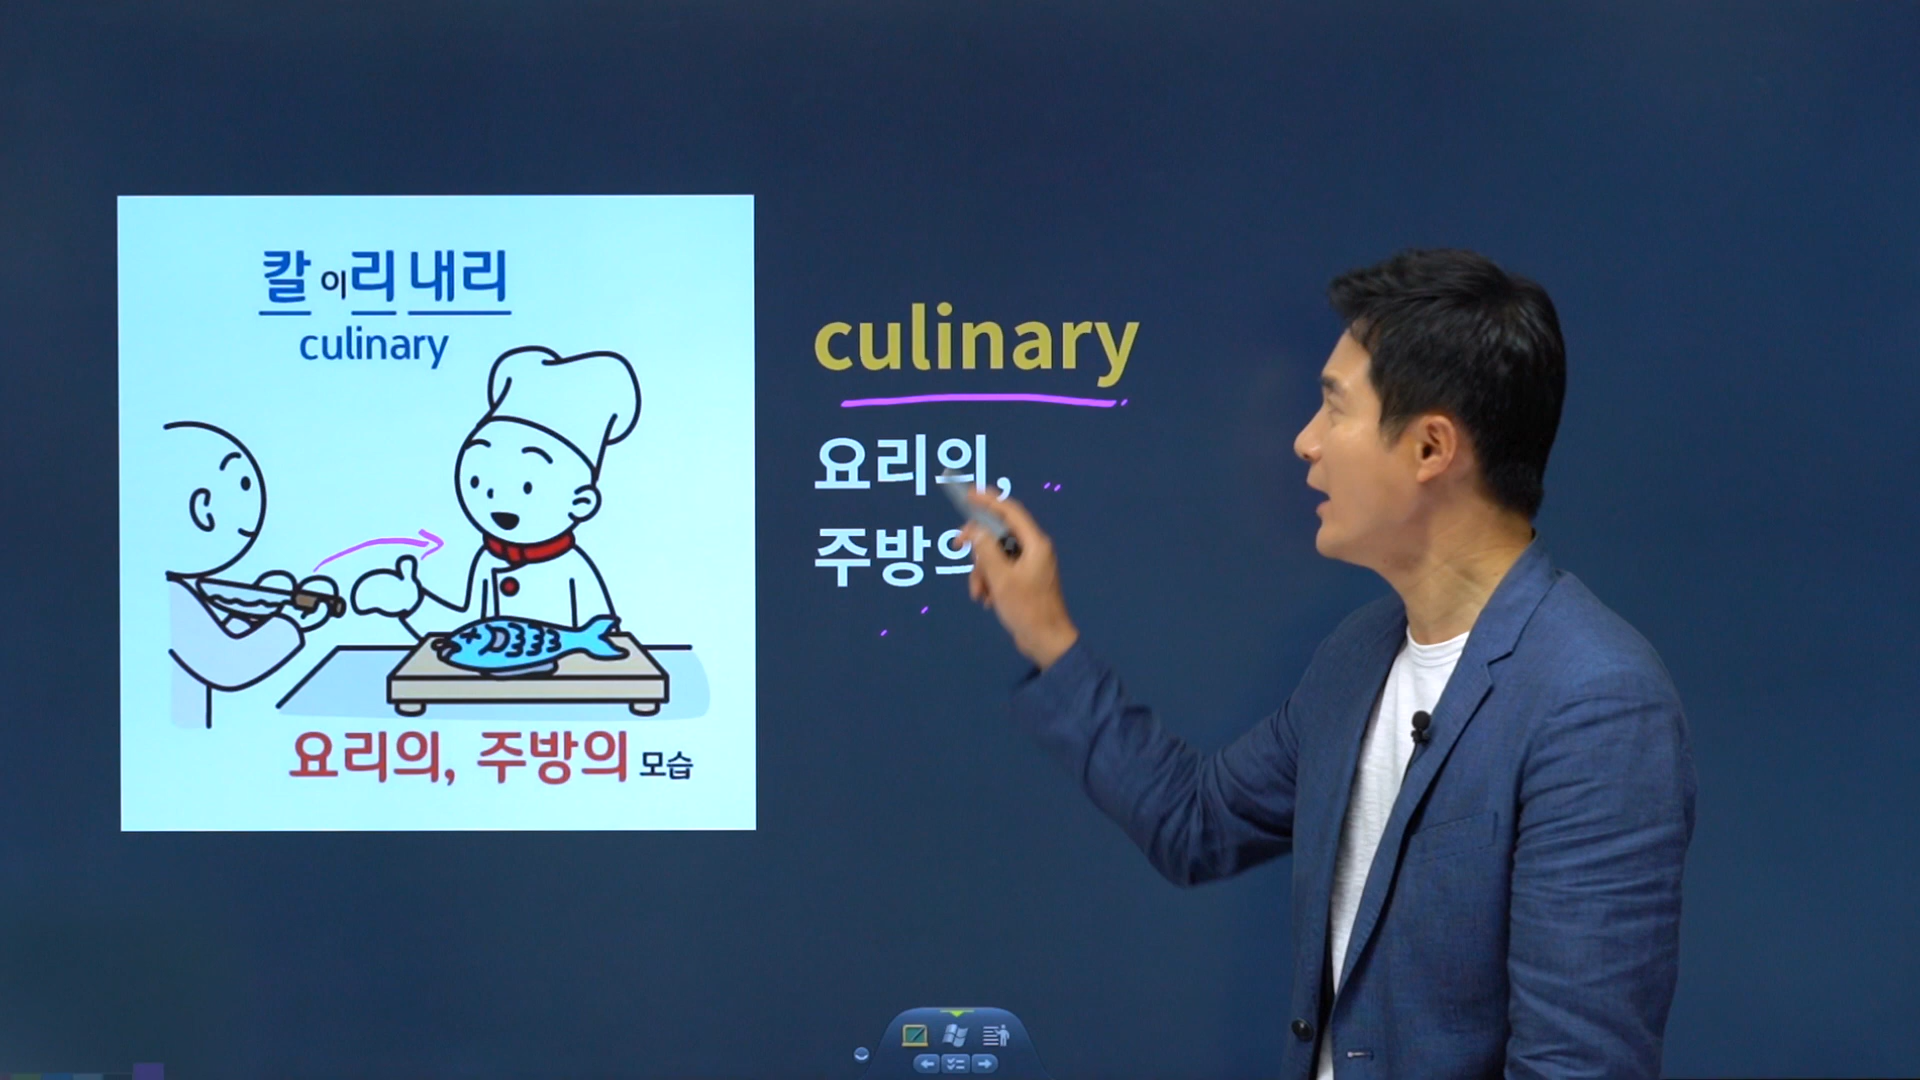 칼 이리 내리
culinary
요리의, 주방의 모습
culinary
요리의,
주방의